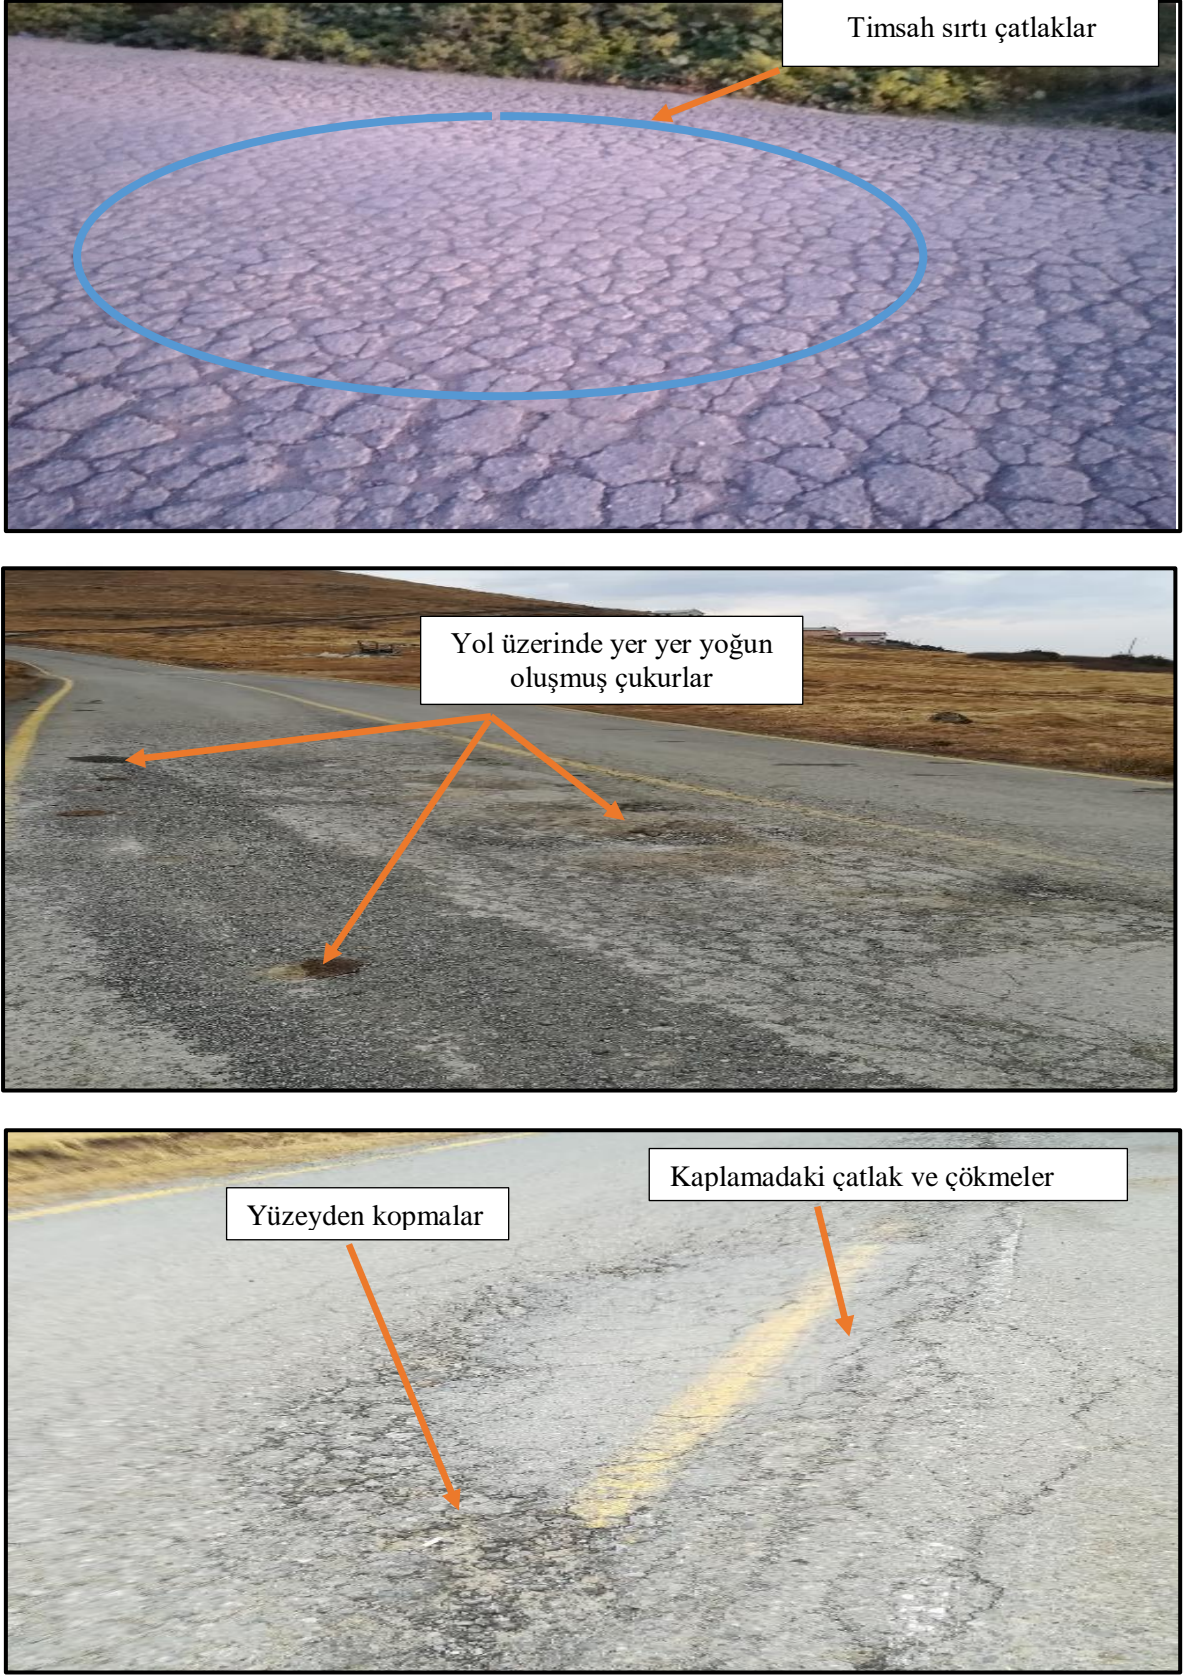 Timsah sırtı çatlaklar
Yol üzerinde yer yer yoğun
oluşmuş çukurlar
Kaplamadaki çatlak ve çökmeler
Yüzeyden kopmalar